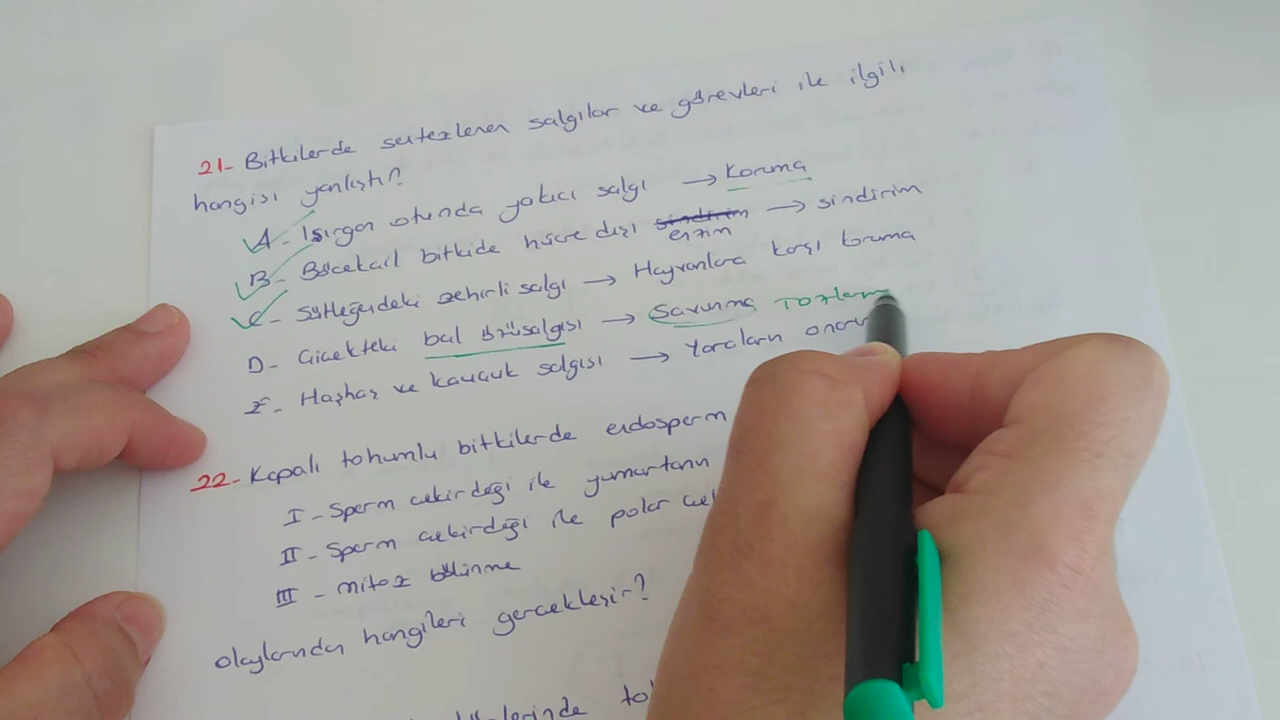 21- Bitkilerde sentezlenen salgılar ve görevleri ile ilgili
hangisi yanlıştır?
A- Isırgan otunda yakıcı salgı → Koruma
B- Böcekcil bitkide hücre dışı sindirim enzim → sindirim
C- Sütleğendeki zehirli salgı → Hayvanlara karşı koruma
D- Çiçekteki bal özü salgısı → Savunma Tozlam
E- Haşhaş ve kauçuk salgısı → Yaraların onar
22- Kapalı tohumlu bitkilerde endosperm
I - Sperm çekirdeği ile yumurtanın
II - Sperm çekirdeği ile polar çek
III - mitoz bölünme
olaylarından hangileri gerçekleşir?